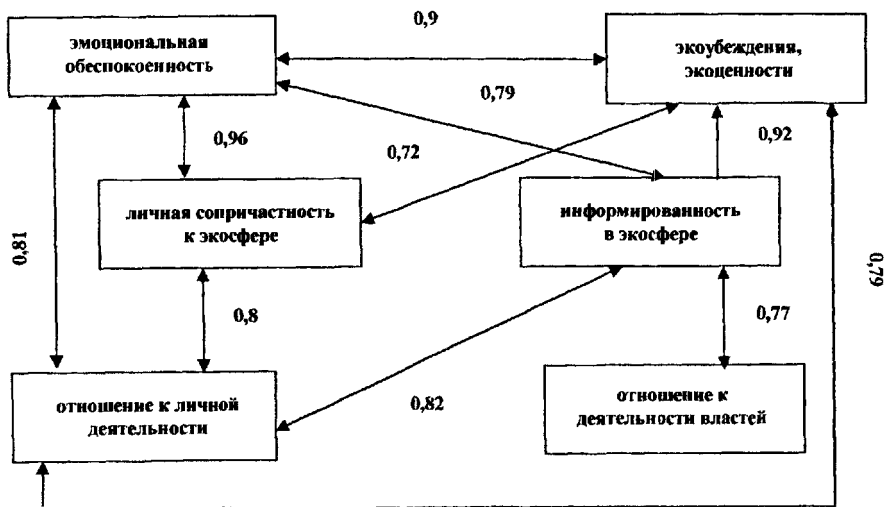 0,9
эмоциональная
обеспокоенность
экоубеждения,
экоценности
0,79
0,96
0,72
0,92
личная сопричастность
к экосфере
информированность
в экосфере
0,81
0,79
0,8
0,77
отношение к личной
деятельности
0,82
отношение к
деятельности властей